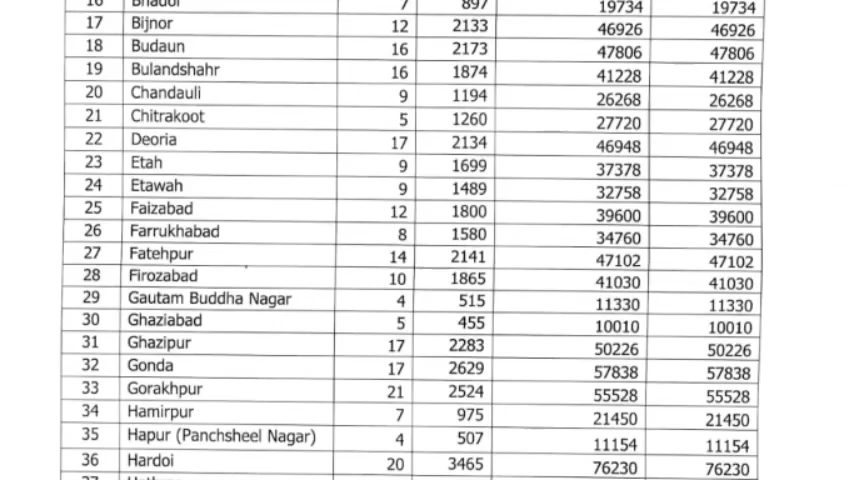 16 Bhadoi 7 897 19734 19734
17 Bijnor 12 2133 46926 46926
18 Budaun 16 2173 47806 47806
19 Bulandshahr 16 1874 41228 41228
20 Chandauli 9 1194 26268 26268
21 Chitrakoot 5 1260 27720 27720
22 Deoria 17 2134 46948 46948
23 Etah 9 1699 37378 37378
24 Etawah 9 1489 32758 32758
25 Faizabad 12 1800 39600 39600
26 Farrukhabad 8 1580 34760 34760
27 Fatehpur 14 2141 47102 47102
28 Firozabad 10 1865 41030 41030
29 Gautam Buddha Nagar 4 515 11330 11330
30 Ghaziabad 5 455 10010 10010
31 Ghazipur 17 2283 50226 50226
32 Gonda 17 2629 57838 57838
33 Gorakhpur 21 2524 55528 55528
34 Hamirpur 7 975 21450 21450
35 Hapur (Panchsheel Nagar) 4 507 11154 11154
36 Hardoi 20 3465 76230 76230